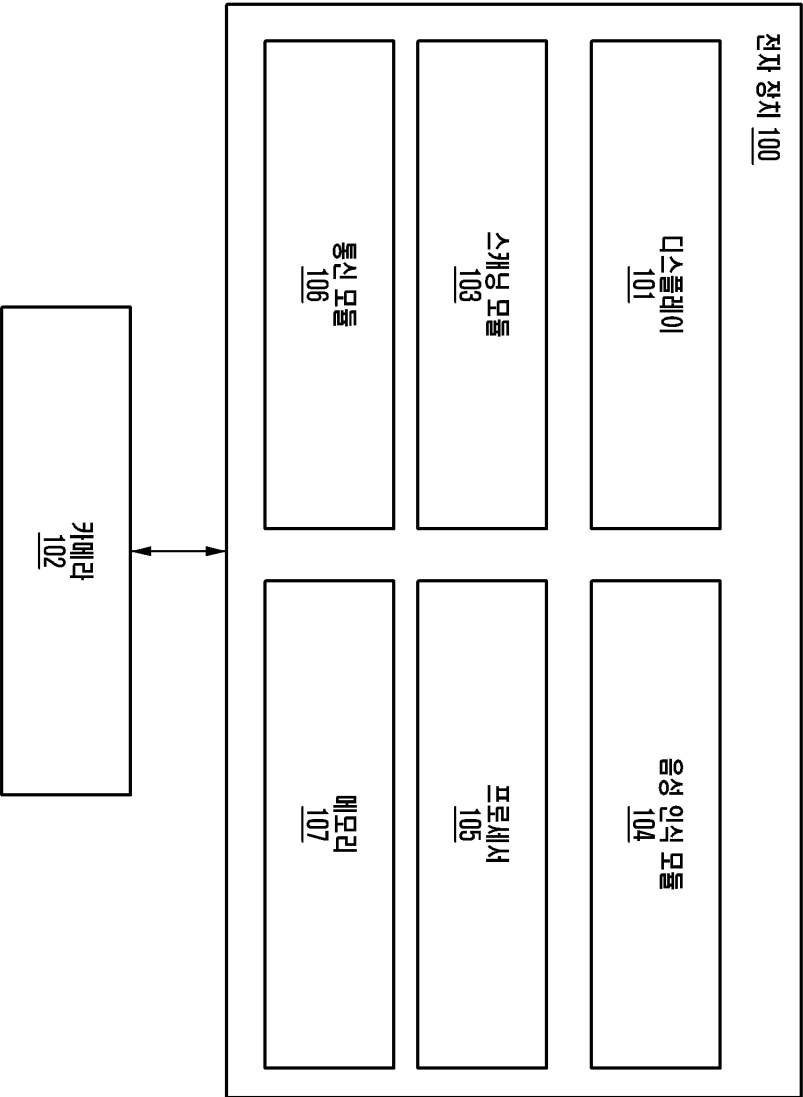 전자 장치 100
디스플레이
101
음성 인식 모듈
104
스캐닝 모듈
103
프로세서
105
통신 모듈
106
메모리
107
카메라
102